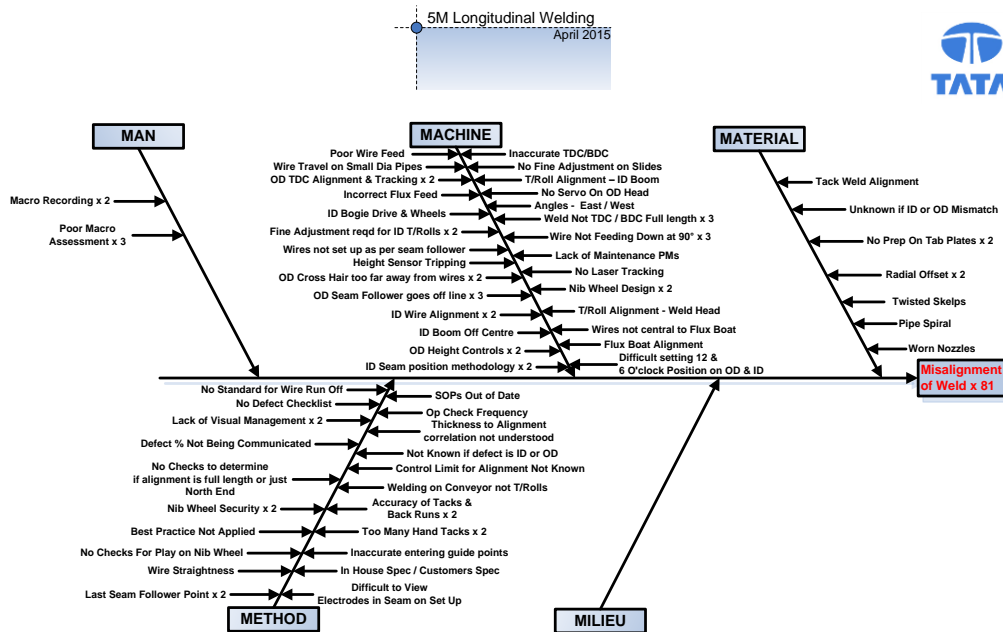 5M Longitudinal Welding
April 2015
TATA
MAN
Macro Recording x 2
Poor Macro
Assessment x 3
MACHINE
Poor Wire Feed
Wire Travel on Small Dia Pipes
OD TDC Alignment & Tracking x 2
Incorrect Flux Feed
ID Bogie Drive & Wheels
Fine Adjustment reqd for ID T/Rolls x 2
Wires not set up as per seam follower
Height Sensor Tripping
OD Cross Hair too far away from wires x 2
OD Seam Follower goes off line x 3
ID Wire Alignment x 2
ID Boom Off Centre
OD Height Controls x 2
ID Seam position methodology x 2
Inaccurate TDC/BDC
No Fine Adjustment on Slides
T/Roll Alignment – ID Boom
No Servo On OD Head
Angles - East / West
Weld Not TDC / BDC Full length x 3
Wire Not Feeding Down at 90° x 3
Lack of Maintenance PMs
No Laser Tracking
Nib Wheel Design x 2
T/Roll Alignment - Weld Head
Wires not central to Flux Boat
Flux Boat Alignment
Difficult setting 12 &
6 O'clock Position on OD & ID
MATERIAL
Tack Weld Alignment
Unknown if ID or OD Mismatch
No Prep On Tab Plates x 2
Radial Offset x 2
Twisted Skelps
Pipe Spiral
Worn Nozzles
Misalignment
of Weld x 81
No Standard for Wire Run Off
No Defect Checklist
Lack of Visual Management x 2
Defect % Not Being Communicated
No Checks to determine
if alignment is full length or just
North End
Nib Wheel Security x 2
Best Practice Not Applied
No Checks For Play on Nib Wheel
Wire Straightness
Last Seam Follower Point x 2
SOPs Out of Date
Op Check Frequency
Thickness to Alignment
correlation not understood
Not Known if defect is ID or OD
Control Limit for Alignment Not Known
Welding on Conveyor not T/Rolls
Accuracy of Tacks &
Back Runs x 2
Too Many Hand Tacks x 2
Inaccurate entering guide points
In House Spec / Customers Spec
Difficult to View
Electrodes in Seam on Set Up
METHOD
MILIEU